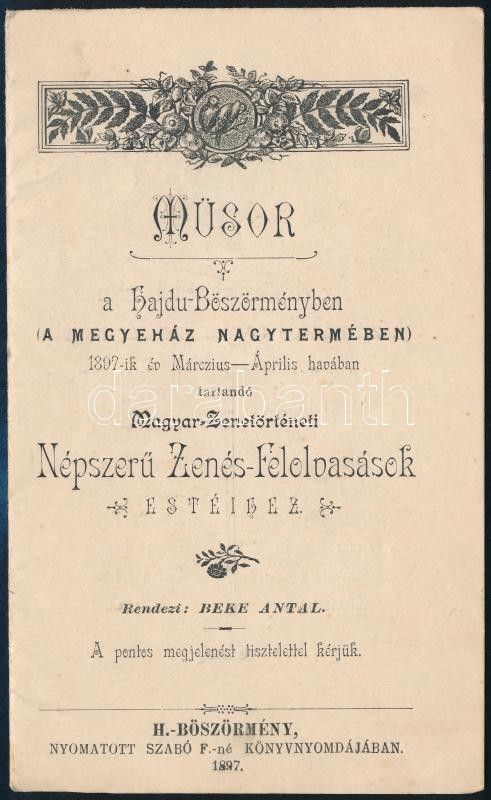 MŰSOR
a Hajdu-Böszörményben
(A MEGYEHÁZ NAGYTERMÉBEN)
1897-ik év Márczius—Április havában
tartandó
Magyar-Zenetörténeti
Népszerű Zenés-Felolvasások
ESTÉIHEZ.
Rendezi: BEKE ANTAL.
A pontos megjelenést tisztelettel kérjük.
H.-BÖSZÖRMÉNY,
NYOMATOTT SZABÓ F.-né KÖNYVNYOMDÁJÁBAN.
1897.
darabanth